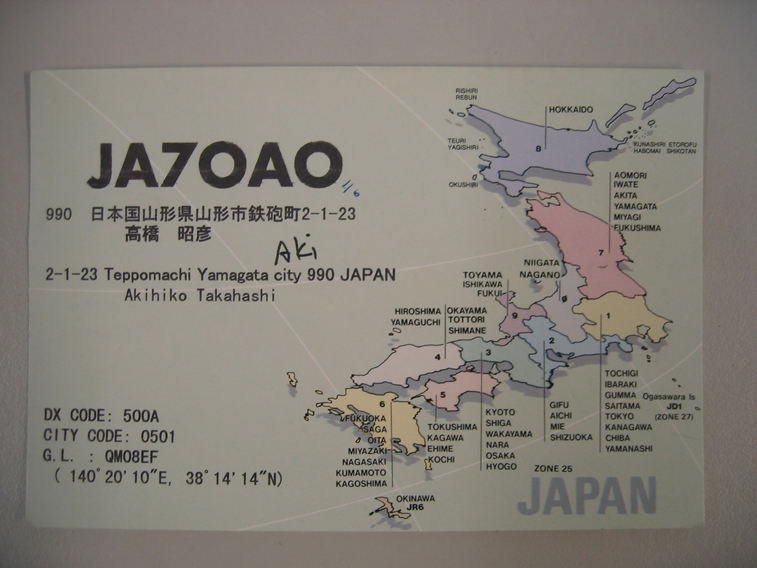 JA7OAO
1/6
990 日本国山形県山形市鉄砲町2-1-23
高橋 昭彦
Aki
2-1-23 Teppomachi Yamagata city 990 JAPAN
Akihiko Takahashi
DX CODE: 500A
CITY CODE: 0501
G.L. : QM08EF
( 140°20'10"E, 38°14'14"N)
RISHIRI
REBUN
HOKKAIDO
TEURI
YAGISHIRI
8
KUNASHIRI ETOROFU
HABOMAI SHIKOTAN
OKUSHIRI
AOMORI
IWATE
AKITA
YAMAGATA
MIYAGI
FUKUSHIMA
7
NIIGATA
NAGANO
Ø
TOYAMA
ISHIKAWA
FUKUI
9
1
HIROSHIMA
YAMAGUCHI
OKAYAMA
TOTTORI
SHIMANE
4
3
2
5
6
FUKUOKA
SAGA
OITA
MIYAZAKI
NAGASAKI
KUMAMOTO
KAGOSHIMA
TOKUSHIMA
KAGAWA
EHIME
KOCHI
KYOTO
SHIGA
WAKAYAMA
NARA
OSAKA
HYOGO
GIFU
AICHI
MIE
SHIZUOKA
TOCHIGI
IBARAKI
GUMMA
SAITAMA
TOKYO
KANAGAWA
CHIBA
YAMANASHI
Ogasawara Is
JD1
(ZONE 27)
ZONE 25
OKINAWA
JR6
JAPAN